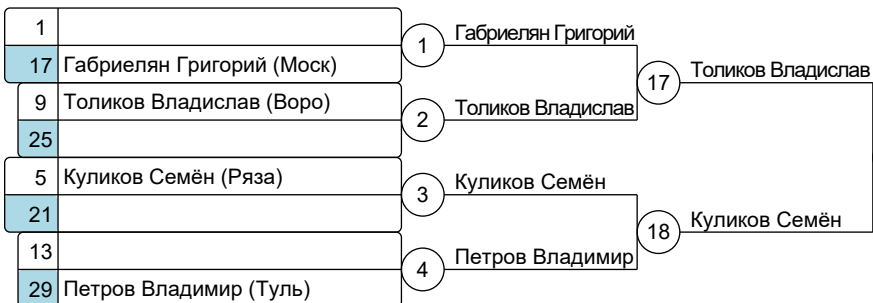 1
17 Габриелян Григорий (Моск)
1
Габриелян Григорий
9 Толиков Владислав (Воро)
25
2
Толиков Владислав
17
Толиков Владислав
5 Куликов Семён (Ряза)
21
3
Куликов Семён
13
29 Петров Владимир (Туль)
4
Петров Владимир
18
Куликов Семён